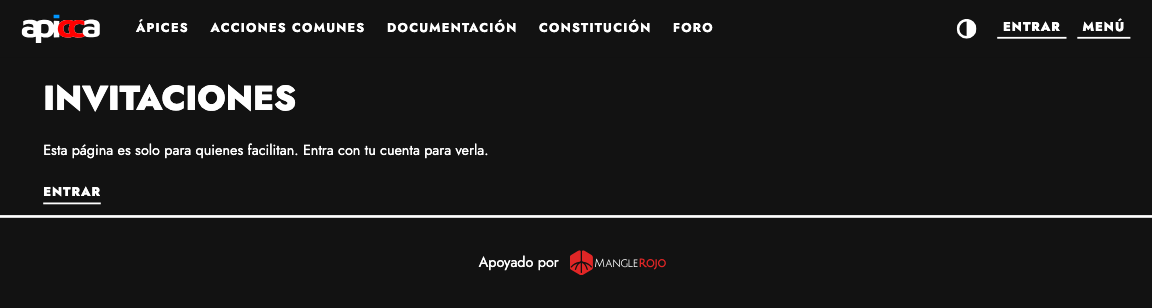 apicca
ÁPICES ACCIONES COMUNES DOCUMENTACIÓN CONSTITUCIÓN FORO ENTRAR MENÚ
INVITACIONES
Esta página es solo para quienes facilitan. Entra con tu cuenta para verla.
ENTRAR
Apoyado por MANGLEROJO